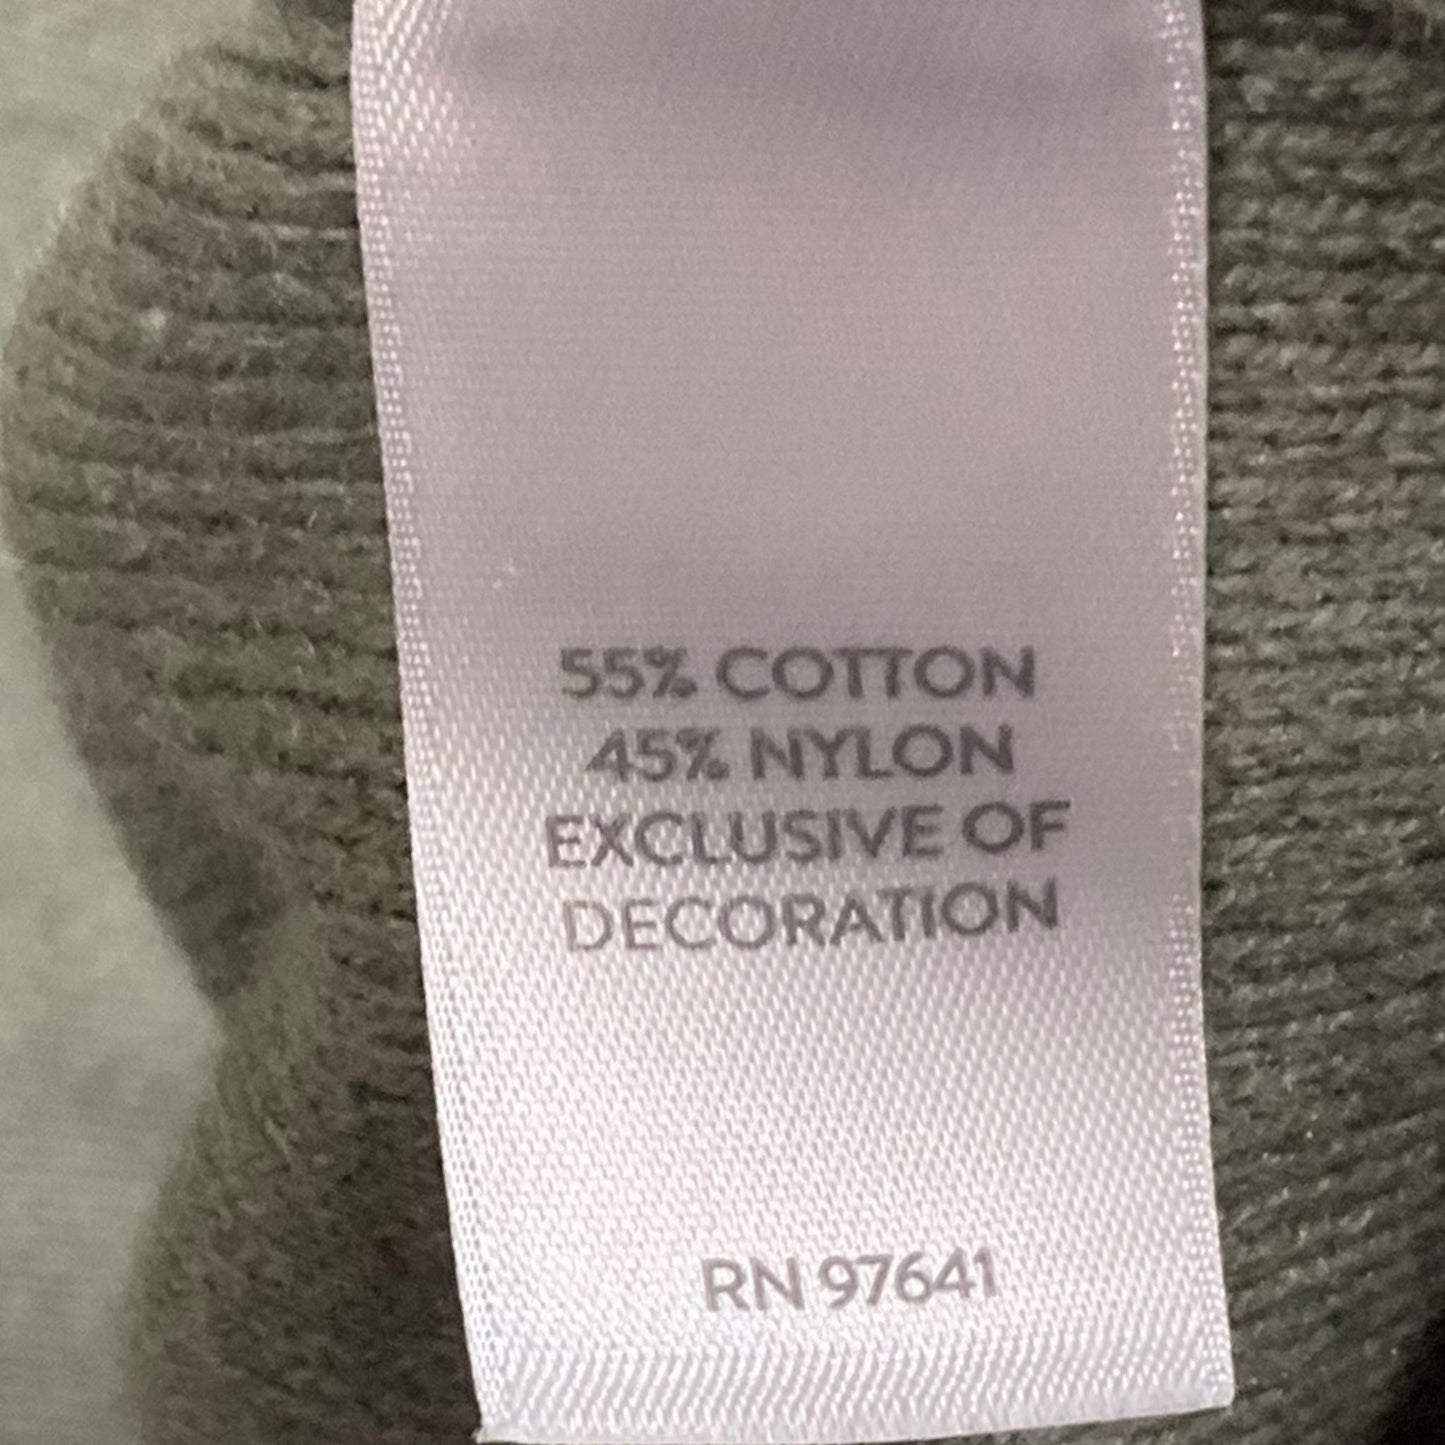 55% COTTON
45% NYLON
EXCLUSIVE OF
DECORATION
RN 97641